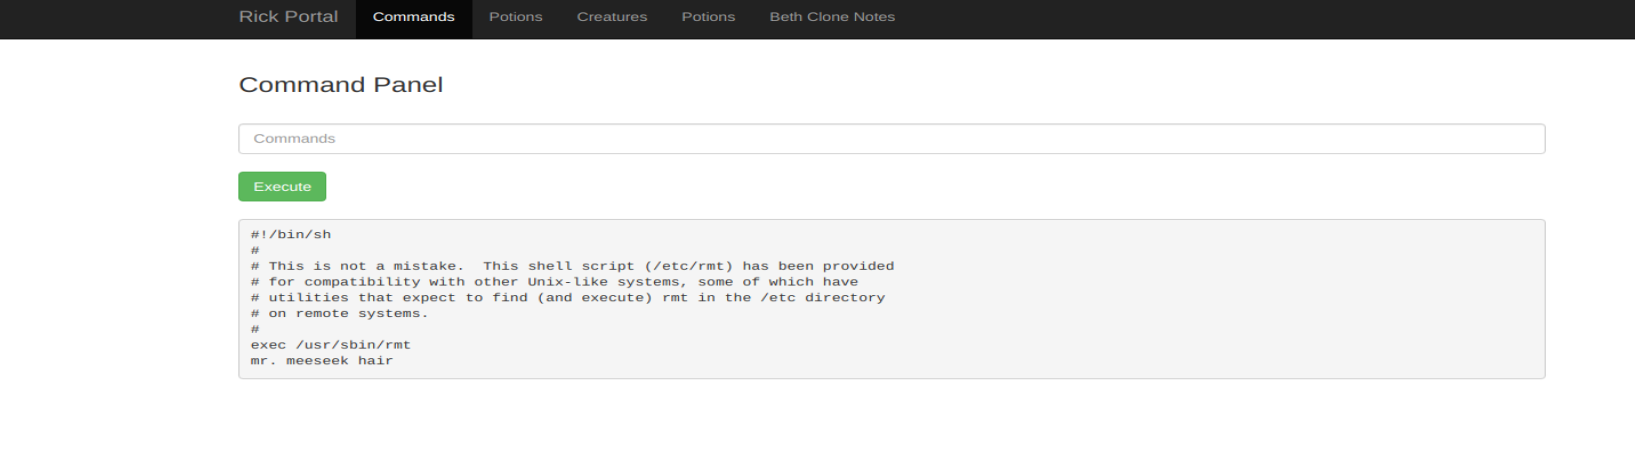 Rick Portal Commands Potions Creatures Potions Beth Clone Notes
Command Panel
Commands
Execute
#!/bin/sh
#
# This is not a mistake.  This shell script (/etc/rmt) has been provided
# for compatibility with other Unix-like systems, some of which have
# utilities that expect to find (and execute) rmt in the /etc directory
# on remote systems.
#
exec /usr/sbin/rmt
mr. meeseek hair